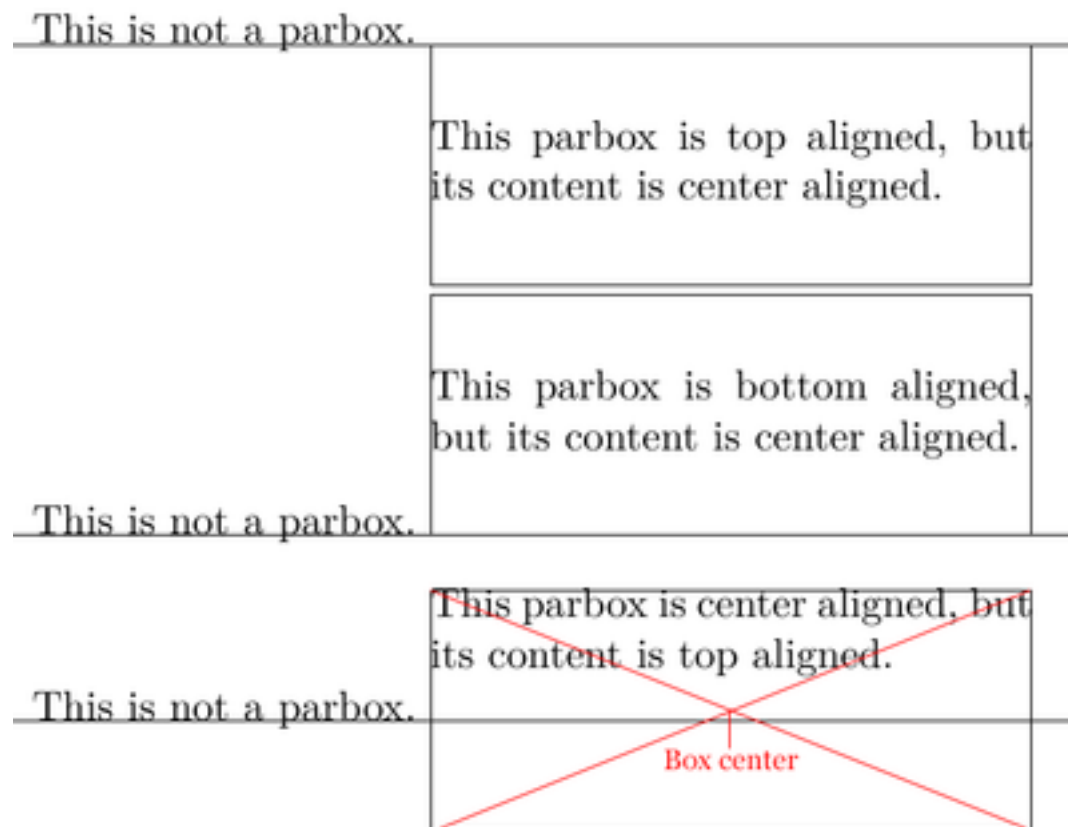 This is not a parbox.
This parbox is top aligned, but
its content is center aligned.
This parbox is bottom aligned,
but its content is center aligned.
This is not a parbox.
This parbox is center aligned, but
its content is top aligned.
This is not a parbox.
Box center